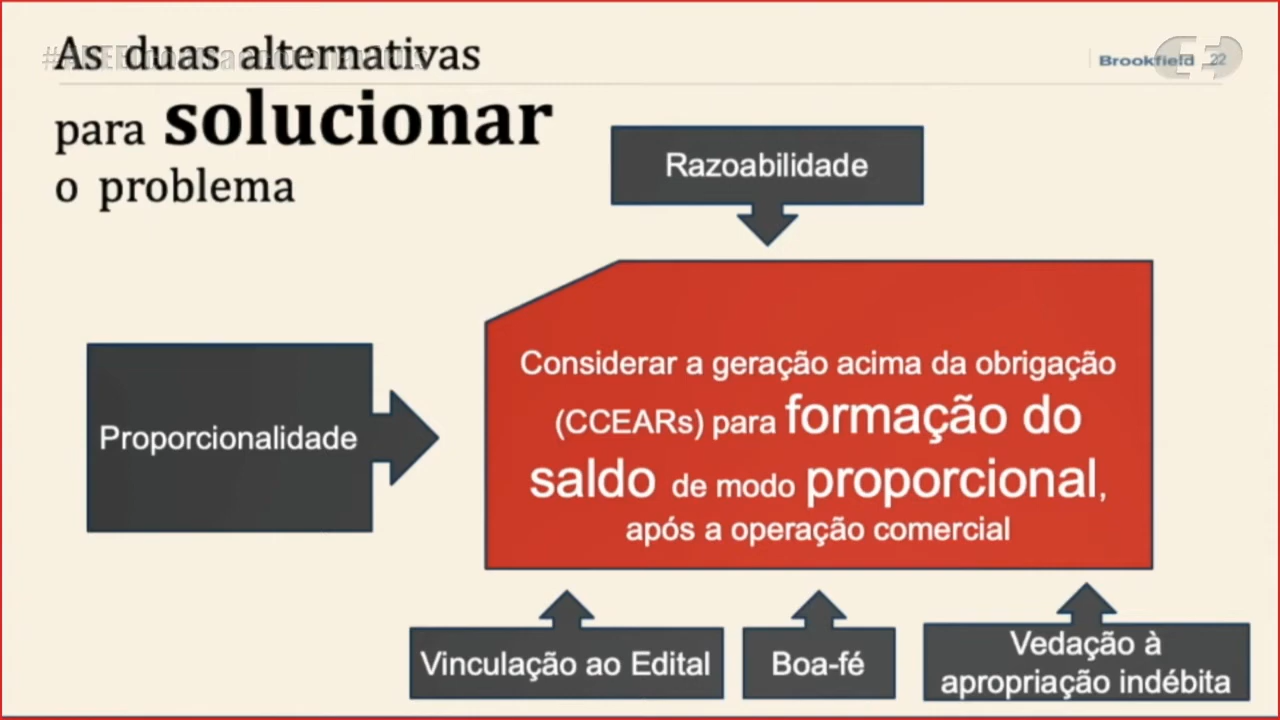 As duas alternativas
para solucionar
o problema
Brookfield 22
Razoabilidade
Proporcionalidade
Considerar a geração acima da obrigação
(CCEARs) para formação do
saldo de modo proporcional,
após a operação comercial
Vinculação ao Edital
Boa-fé
Vedação à
apropriação indébita